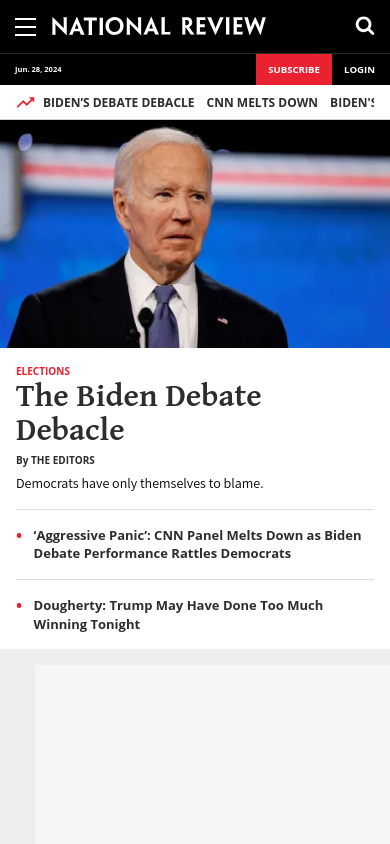 NATIONAL REVIEW
Jun. 28, 2024
SUBSCRIBE
LOGIN
BIDEN’S DEBATE DEBACLE CNN MELTS DOWN BIDEN'S
ELECTIONS
The Biden Debate
Debacle
By THE EDITORS
Democrats have only themselves to blame.
‘Aggressive Panic’: CNN Panel Melts Down as Biden
Debate Performance Rattles Democrats
Dougherty: Trump May Have Done Too Much
Winning Tonight